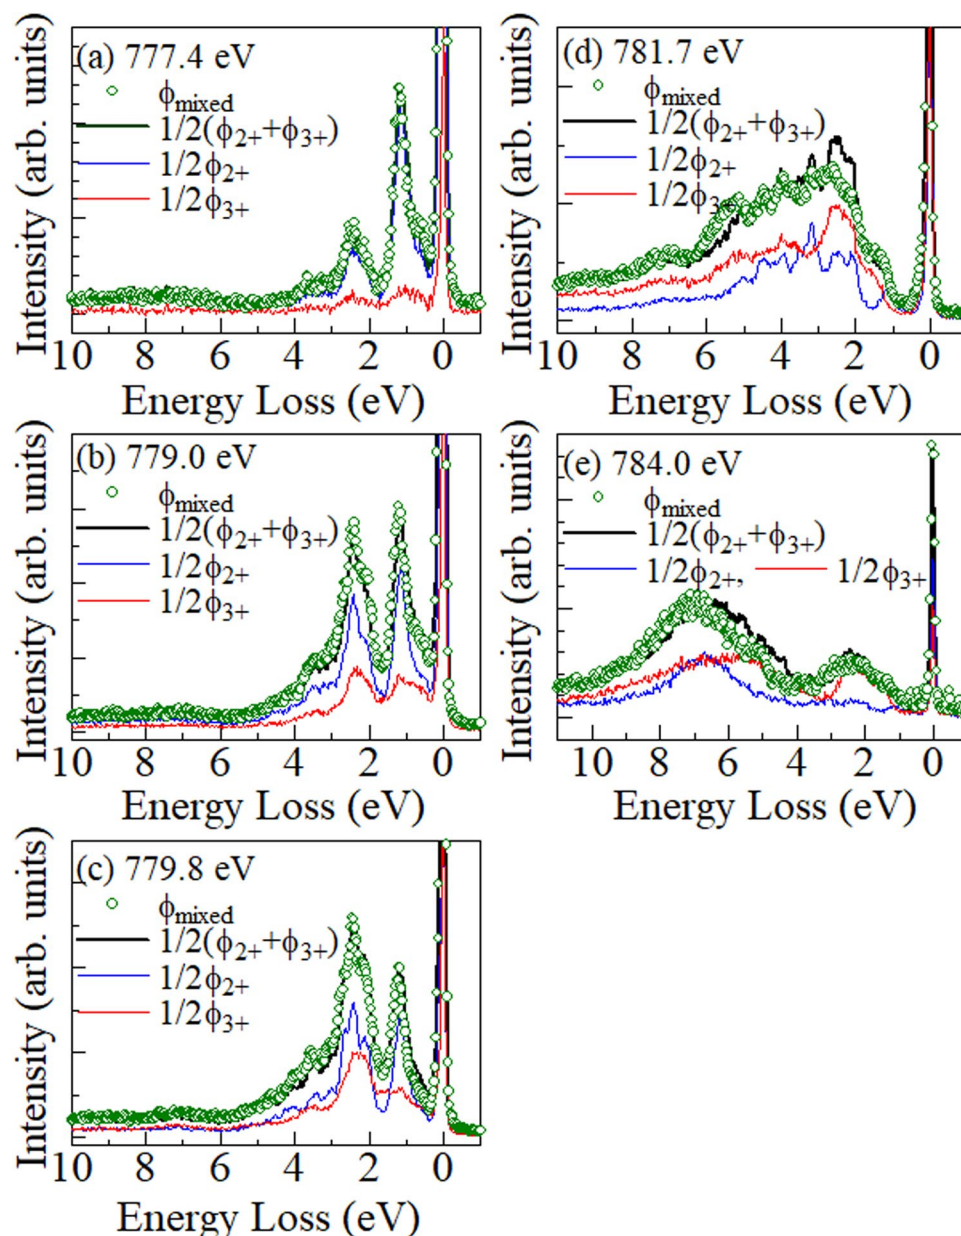 (a) 777.4 eV
ϕmixed
1/2(ϕ2++ϕ3+)
1/2ϕ2+
1/2ϕ3+
Intensity (arb. units)
10 8 6 4 2 0
Energy Loss (eV)
(d) 781.7 eV
ϕmixed
1/2(ϕ2++ϕ3+)
1/2ϕ2+
1/2ϕ3+
Intensity (arb. units)
10 8 6 4 2 0
Energy Loss (eV)
(b) 779.0 eV
ϕmixed
1/2(ϕ2++ϕ3+)
1/2ϕ2+
1/2ϕ3+
Intensity (arb. units)
10 8 6 4 2 0
Energy Loss (eV)
(e) 784.0 eV
ϕmixed
1/2(ϕ2++ϕ3+)
1/2ϕ2+, 1/2ϕ3+
Intensity (arb. units)
10 8 6 4 2 0
Energy Loss (eV)
(c) 779.8 eV
ϕmixed
1/2(ϕ2++ϕ3+)
1/2ϕ2+
1/2ϕ3+
Intensity (arb. units)
10 8 6 4 2 0
Energy Loss (eV)